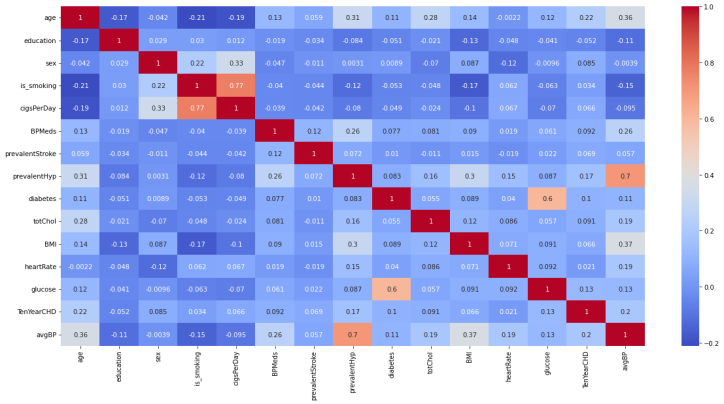 age 1 -0.17 -0.042 -0.21 -0.19 0.13 0.059 0.31 0.11 0.28 0.14 -0.0022 0.12 0.22 0.36
education -0.17 1 0.029 0.03 0.012 -0.019 -0.034 -0.084 -0.051 -0.021 -0.13 -0.048 -0.041 -0.052 -0.11
sex -0.042 0.029 1 0.22 0.33 -0.047 -0.011 0.0031 0.0089 -0.07 0.087 -0.12 -0.0096 0.085 -0.0039
is_smoking -0.21 0.03 0.22 1 0.77 -0.04 -0.044 -0.12 -0.053 -0.048 -0.17 0.062 -0.063 0.034 -0.15
cigsPerDay -0.19 0.012 0.33 0.77 1 -0.039 -0.042 -0.08 -0.049 -0.024 -0.1 0.067 -0.07 0.066 -0.095
BPMeds 0.13 -0.019 -0.047 -0.04 -0.039 1 0.12 0.26 0.077 0.081 0.09 0.019 0.061 0.092 0.26
prevalentStroke 0.059 -0.034 -0.011 -0.044 -0.042 0.12 1 0.072 0.01 -0.011 0.015 -0.019 0.022 0.069 0.057
prevalentHyp 0.31 -0.084 0.0031 -0.12 -0.08 0.26 0.072 1 0.083 0.16 0.3 0.15 0.087 0.17 0.7
diabetes 0.11 -0.051 0.0089 -0.053 -0.049 0.077 0.01 0.083 1 0.055 0.089 0.04 0.6 0.1 0.11
totChol 0.28 -0.021 -0.07 -0.048 -0.024 0.081 -0.011 0.16 0.055 1 0.12 0.086 0.057 0.091 0.19
BMI 0.14 -0.13 0.087 -0.17 -0.1 0.09 0.015 0.3 0.089 0.12 1 0.071 0.091 0.066 0.37
heartRate -0.0022 -0.048 -0.12 0.062 0.067 0.019 -0.019 0.15 0.04 0.086 0.071 1 0.092 0.021 0.19
glucose 0.12 -0.041 -0.0096 -0.063 -0.07 0.061 0.022 0.087 0.6 0.057 0.091 0.092 1 0.13 0.13
TenYearCHD 0.22 -0.052 0.085 0.034 0.066 0.092 0.069 0.17 0.1 0.091 0.066 0.021 0.13 1 0.2
avgBP 0.36 -0.11 -0.0039 -0.15 -0.095 0.26 0.057 0.7 0.11 0.19 0.37 0.19 0.13 0.2 1
age education sex is_smoking cigsPerDay BPMeds prevalentStroke prevalentHyp diabetes totChol BMI heartRate glucose TenYearCHD avgBP
1.0
0.8
0.6
0.4
0.2
0.0
−0.2